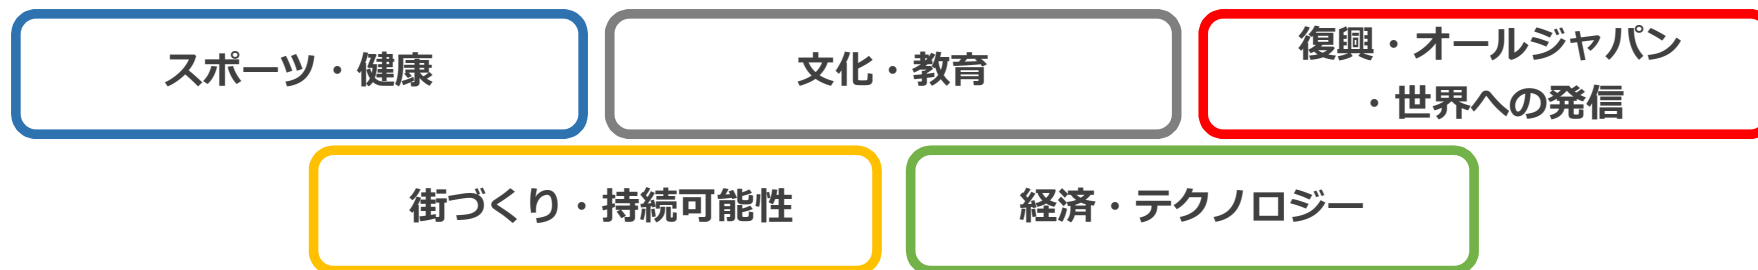 スポーツ・健康
文化・教育
復興・オールジャパン
・世界への発信
街づくり・持続可能性
経済・テクノロジー